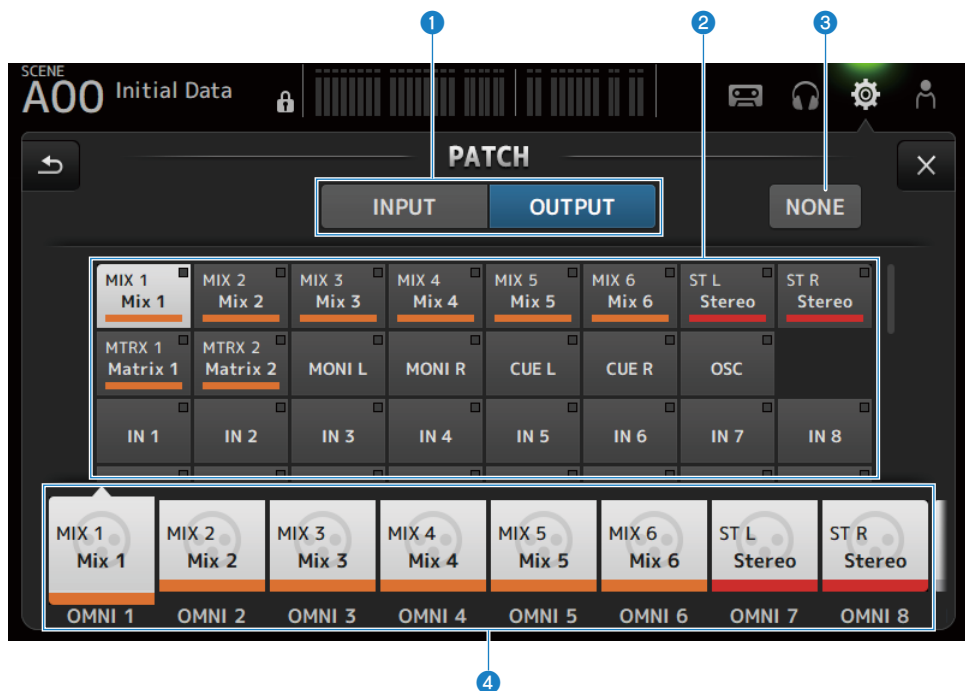 1 2 3
SCENE
A00 Initial Data
PATCH
INPUT OUTPUT NONE
MIX 1 MIX 2 MIX 3 MIX 4 MIX 5 MIX 6 ST L ST R
Mix 1 Mix 2 Mix 3 Mix 4 Mix 5 Mix 6 Stereo Stereo
MTRX 1 MTRX 2
Matrix 1 Matrix 2 MONI L MONI R CUE L CUE R OSC
IN 1 IN 2 IN 3 IN 4 IN 5 IN 6 IN 7 IN 8
MIX 1 MIX 2 MIX 3 MIX 4 MIX 5 MIX 6 ST L ST R
Mix 1 Mix 2 Mix 3 Mix 4 Mix 5 Mix 6 Stereo Stereo
OMNI 1 OMNI 2 OMNI 3 OMNI 4 OMNI 5 OMNI 6 OMNI 7 OMNI 8
4